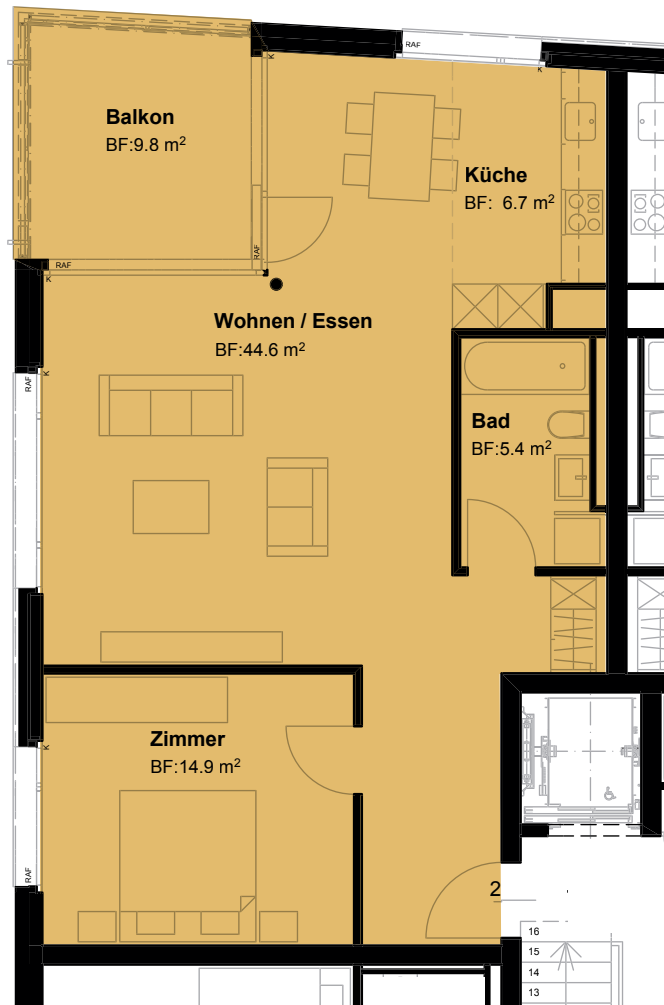 RAF
K
K
Balkon
BF:9.8 m²
Küche
BF: 6.7 m²
RAF
RAF
K
Wohnen / Essen
BF:44.6 m²
K
RAF
Bad
BF:5.4 m²
Zimmer
BF:14.9 m²
K
RAF
2
16
15
14
13